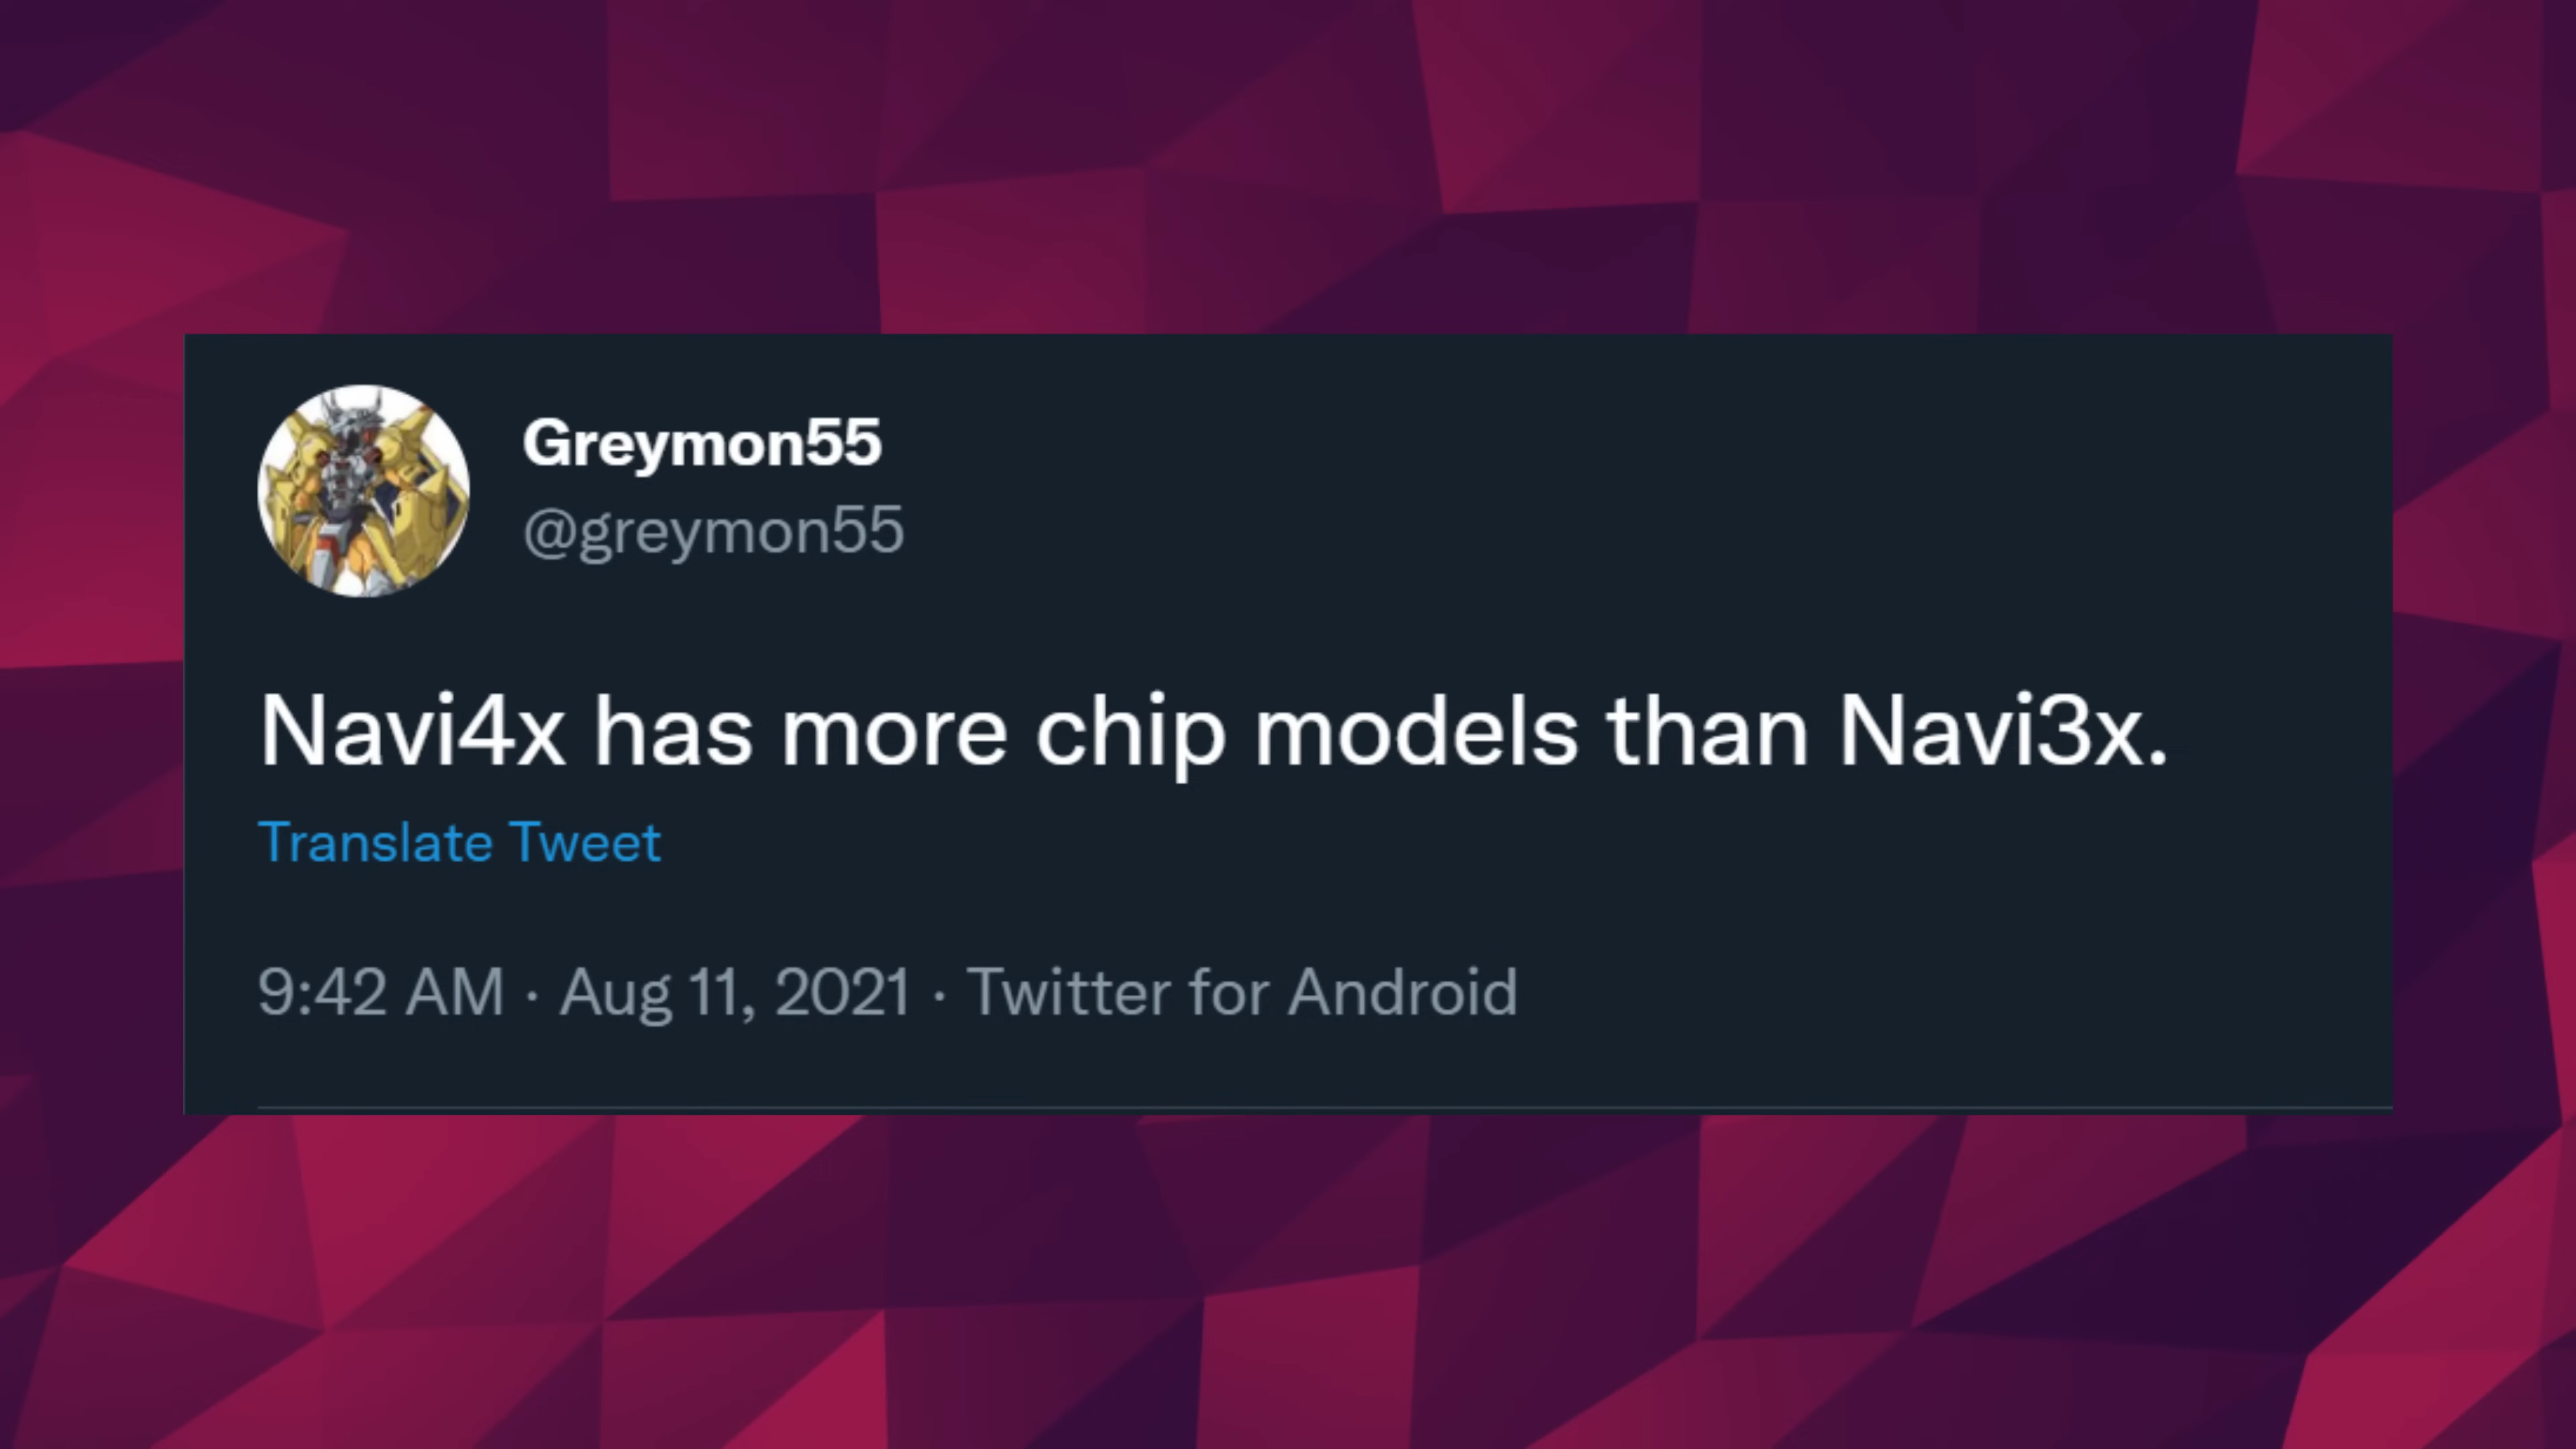 Greymon55
@greymon55
Navi4x has more chip models than Navi3x.
Translate Tweet
9:42 AM · Aug 11, 2021 · Twitter for Android